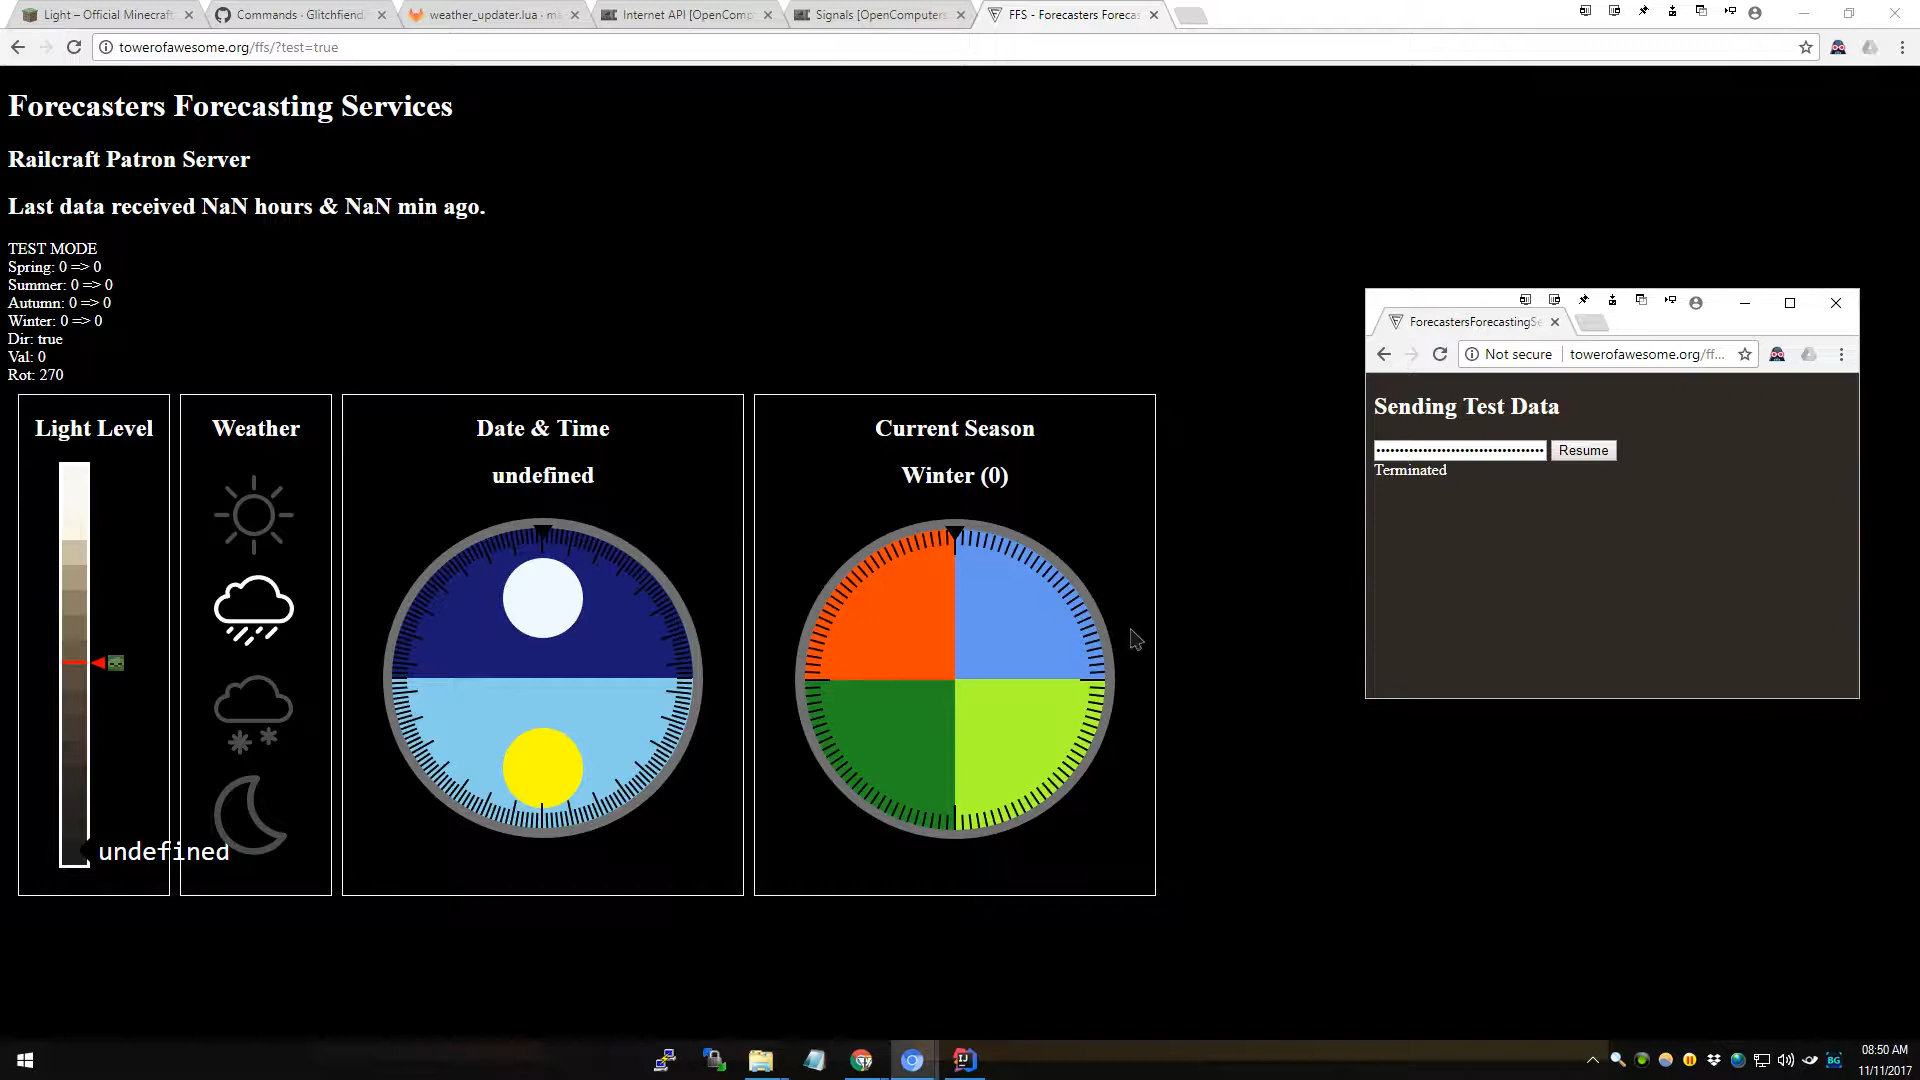 Light – Official Minecraft
Commands · Glitchfiend
weather_updater.lua · ma
Internet API [OpenComp
Signals [OpenComputers
FFS - Forecasters Forecas
towerofawesome.org/ffs/?test=true
Forecasters Forecasting Services
Railcraft Patron Server
Last data received NaN hours & NaN min ago.
TEST MODE
Spring: 0 => 0
Summer: 0 => 0
Autumn: 0 => 0
Winter: 0 => 0
Dir: true
Val: 0
Rot: 270
Light Level
undefined
Weather
Date & Time
undefined
Current Season
Winter (0)
ForecastersForecastingSe
Not secure
towerofawesome.org/ff...
Sending Test Data
Resume
Terminated
BG
08:50 AM
11/11/2017